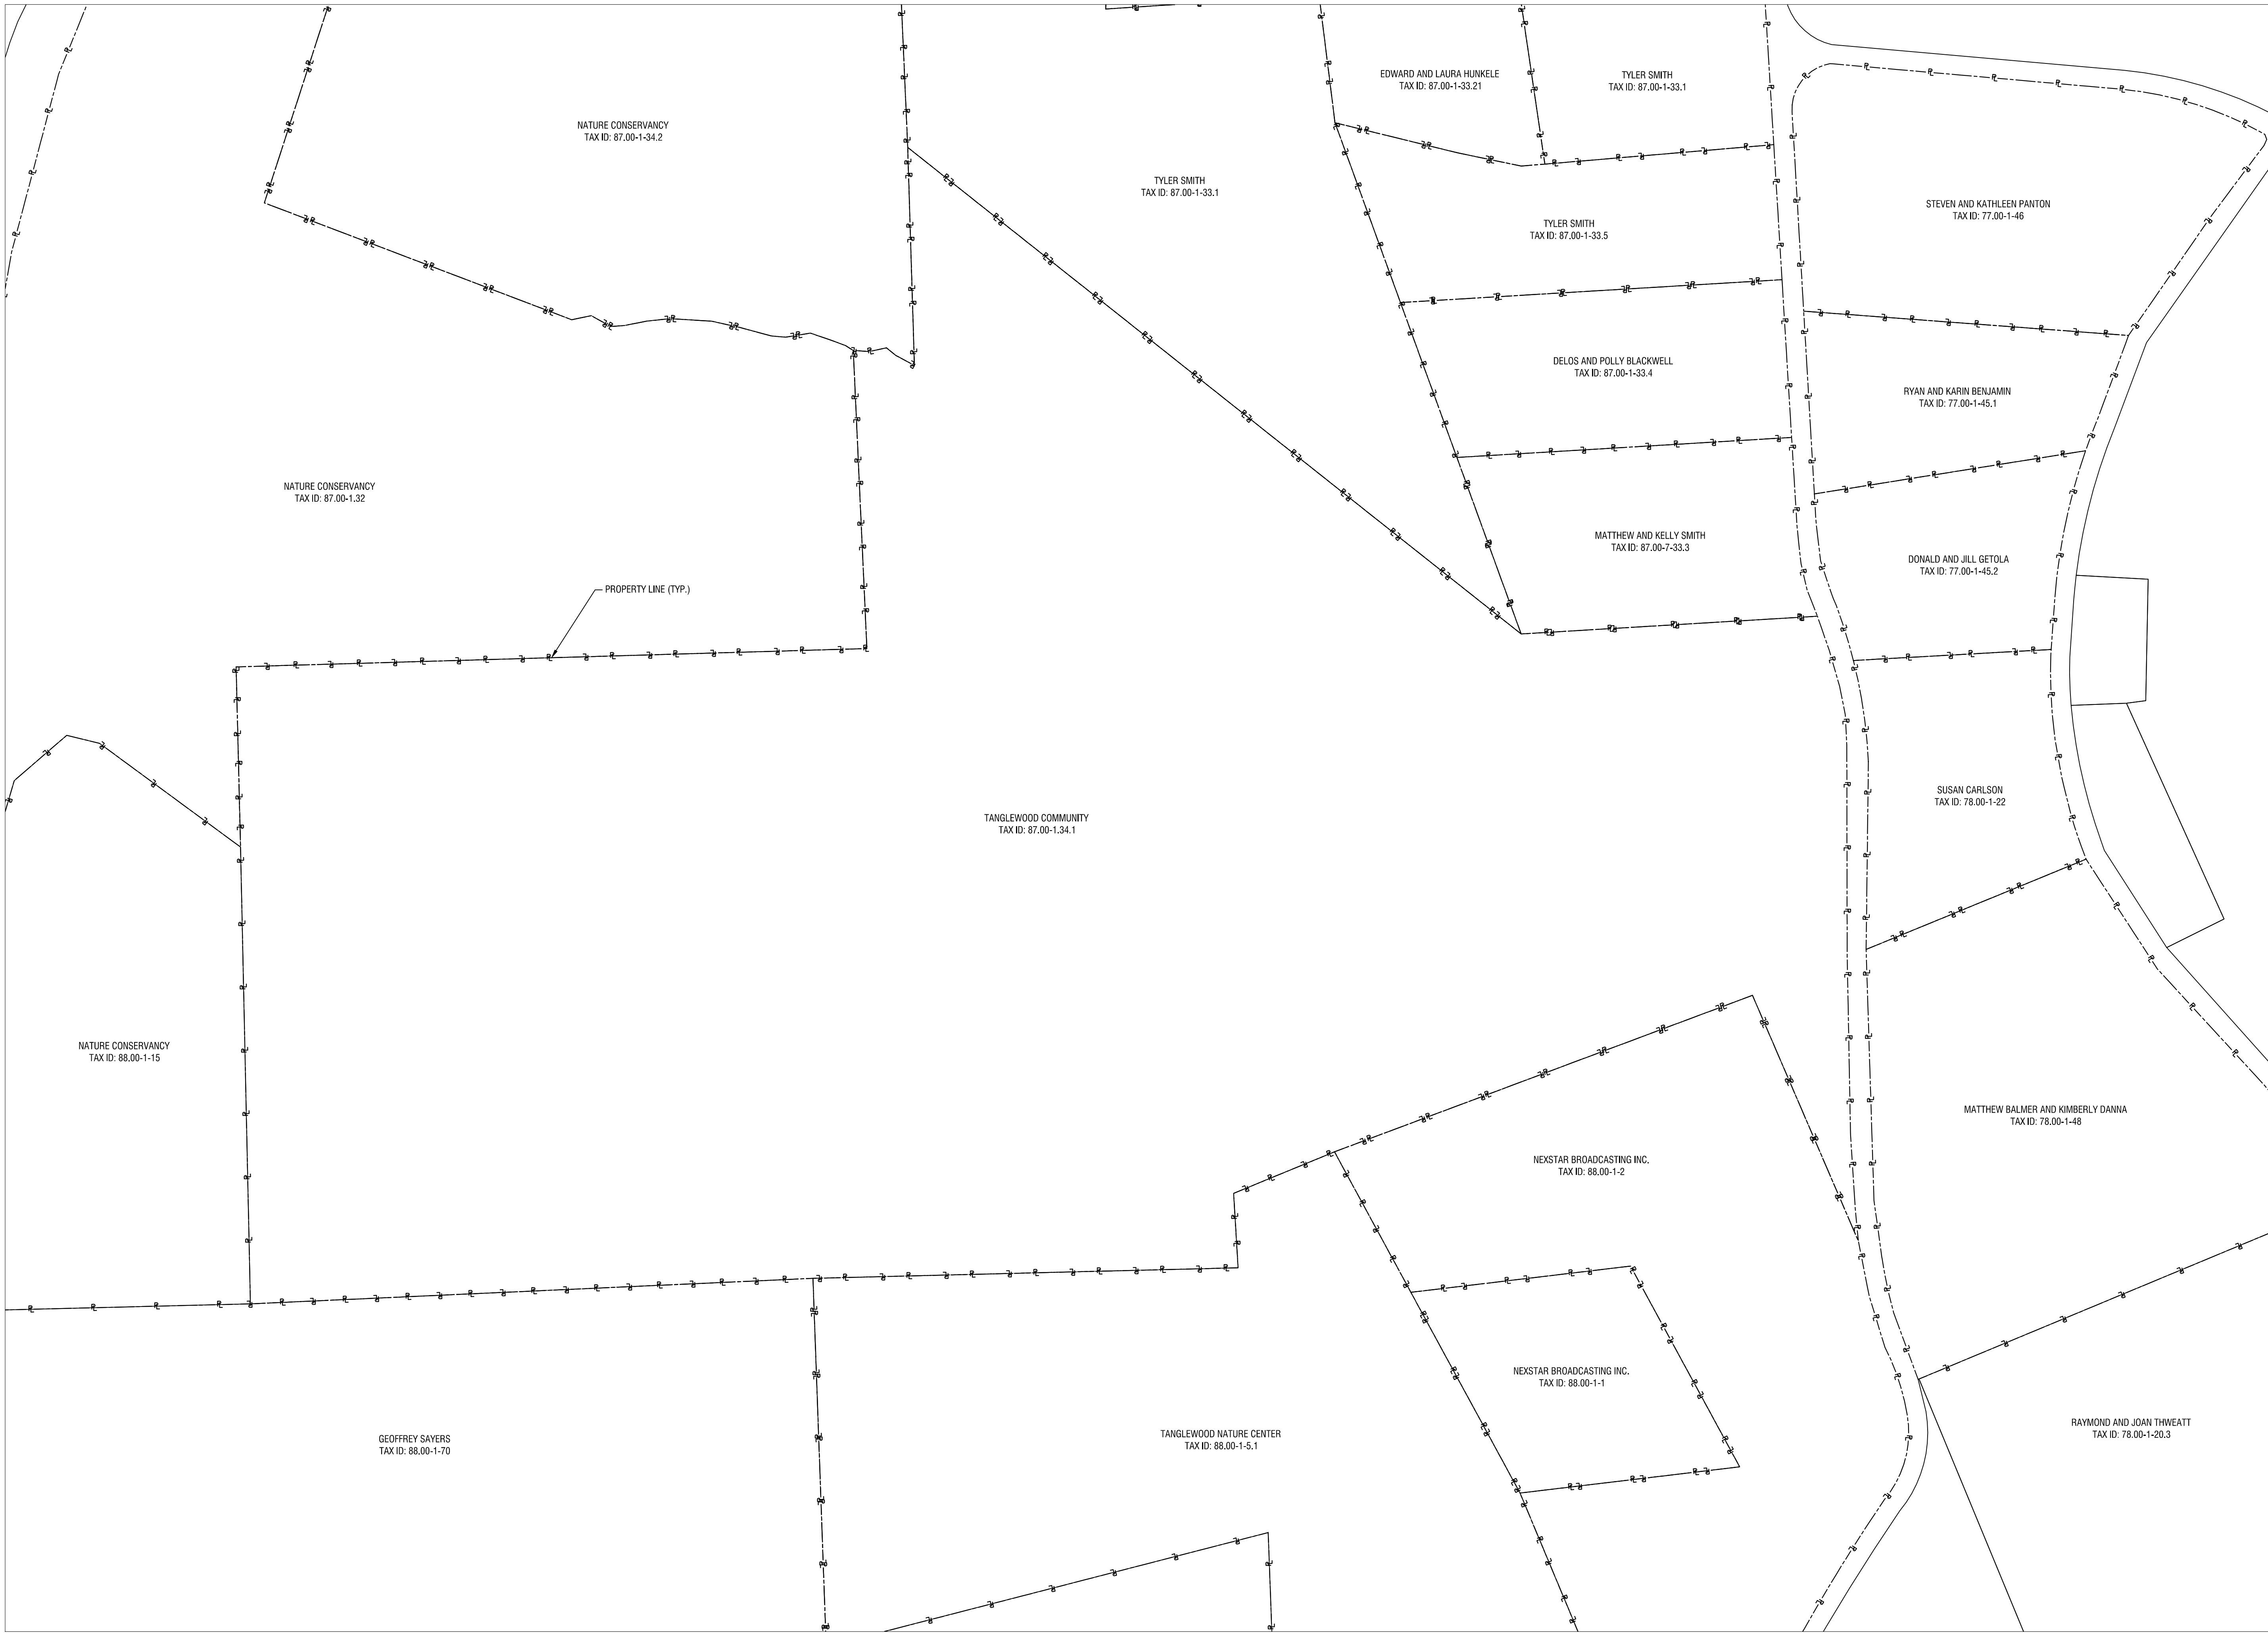 EDWARD AND LAURA HUNKELE
TAX ID: 87.00-1-33.21
TYLER SMITH
TAX ID: 87.00-1-33.1
NATURE CONSERVANCY
TAX ID: 87.00-1-34.2
TYLER SMITH
TAX ID: 87.00-1-33.1
STEVEN AND KATHLEEN PANTON
TAX ID: 77.00-1-46
TYLER SMITH
TAX ID: 87.00-1-33.5
DELOS AND POLLY BLACKWELL
TAX ID: 87.00-1-33.4
RYAN AND KARIN BENJAMIN
TAX ID: 77.00-1-45.1
NATURE CONSERVANCY
TAX ID: 87.00-1.32
MATTHEW AND KELLY SMITH
TAX ID: 87.00-7-33.3
DONALD AND JILL GETOLA
TAX ID: 77.00-1-45.2
PROPERTY LINE (TYP.)
SUSAN CARLSON
TAX ID: 78.00-1-22
TANGLEWOOD COMMUNITY
TAX ID: 87.00-1.34.1
NATURE CONSERVANCY
TAX ID: 88.00-1-15
MATTHEW BALMER AND KIMBERLY DANNA
TAX ID: 78.00-1-48
NEXSTAR BROADCASTING INC.
TAX ID: 88.00-1-2
NEXSTAR BROADCASTING INC.
TAX ID: 88.00-1-1
RAYMOND AND JOAN THWEATT
TAX ID: 78.00-1-20.3
GEOFFREY SAYERS
TAX ID: 88.00-1-70
TANGLEWOOD NATURE CENTER
TAX ID: 88.00-1-5.1